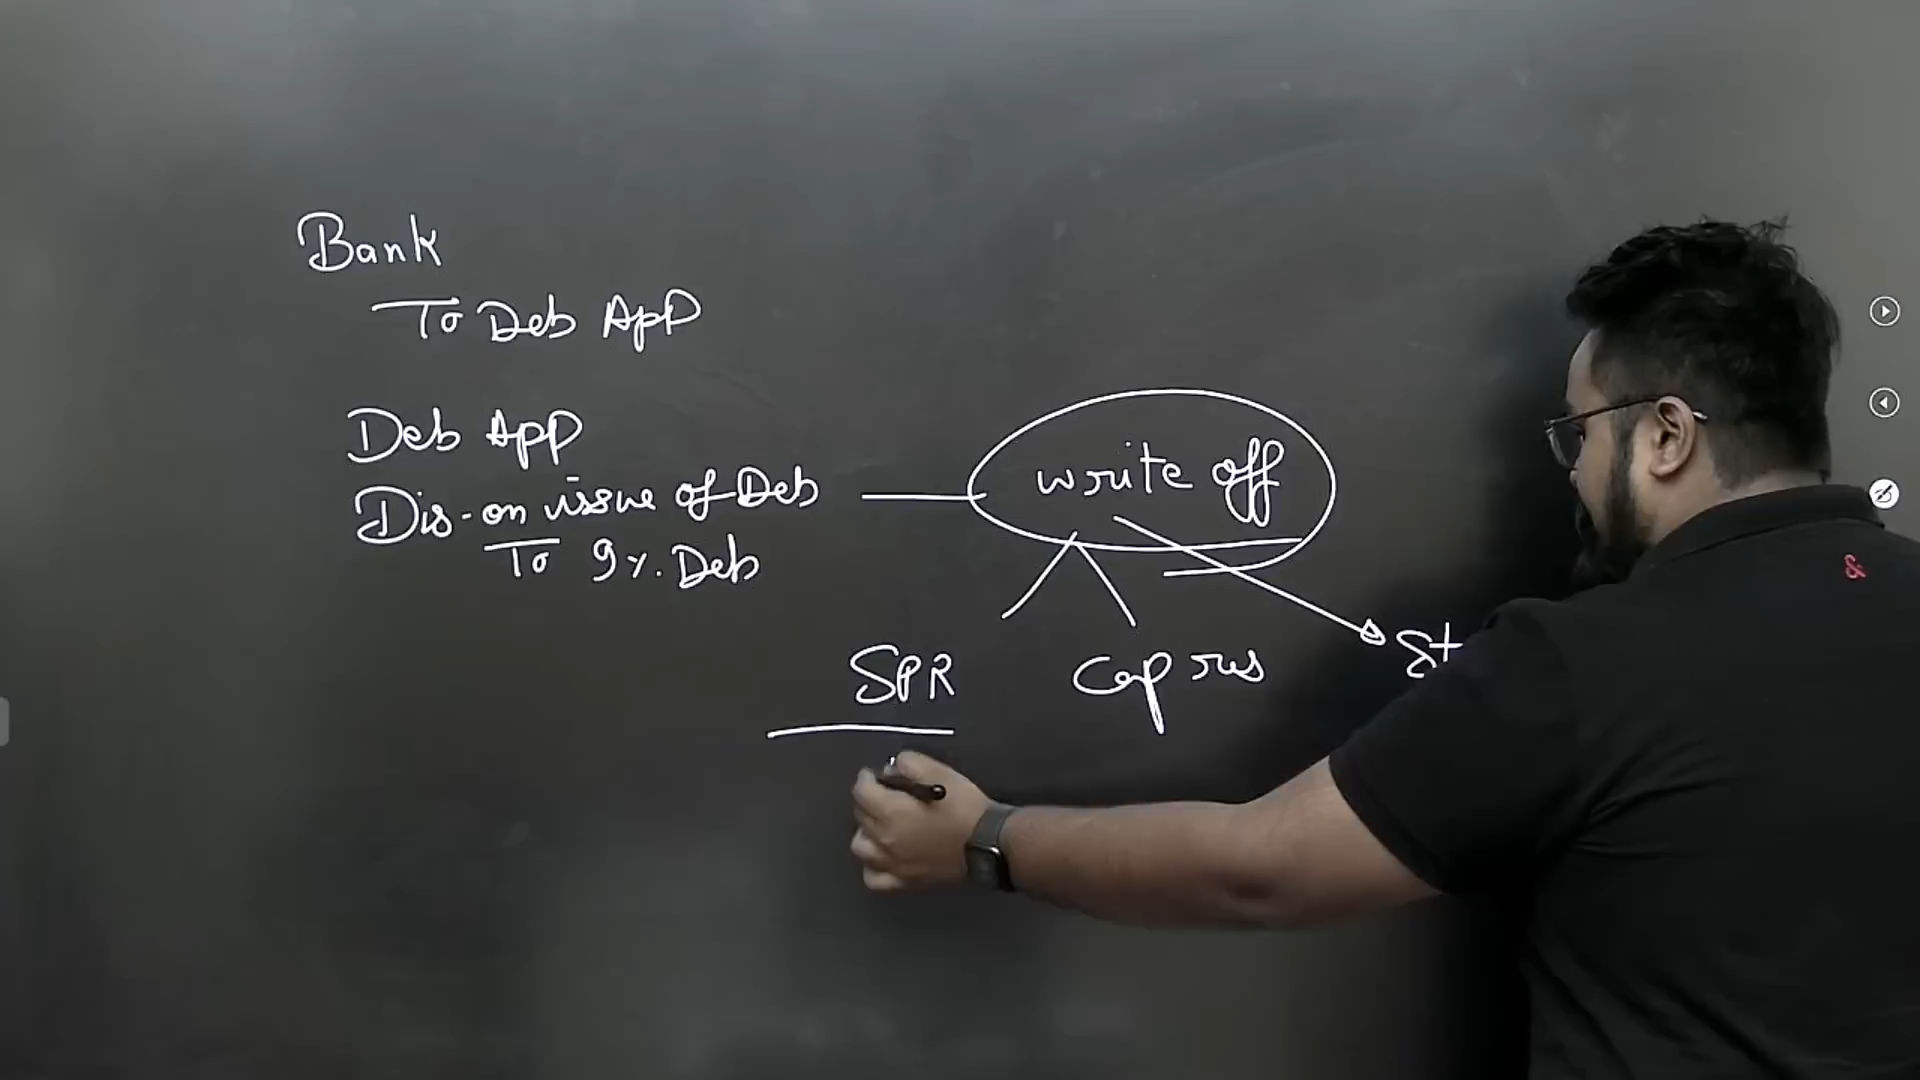 Bank
To Deb App
Deb App
Dis-on issue of Deb
To 9%. Deb
write off
SPR
Cap res
St
&